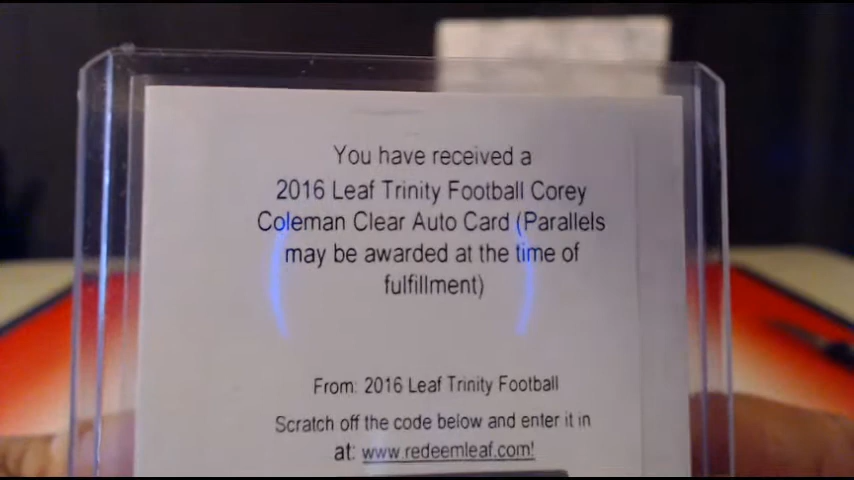 You have received a
2016 Leaf Trinity Football Corey
Coleman Clear Auto Card (Parallels
may be awarded at the time of
fulfillment)
From: 2016 Leaf Trinity Football
Scratch off the code below and enter it in
at: www.redeemleaf.com!